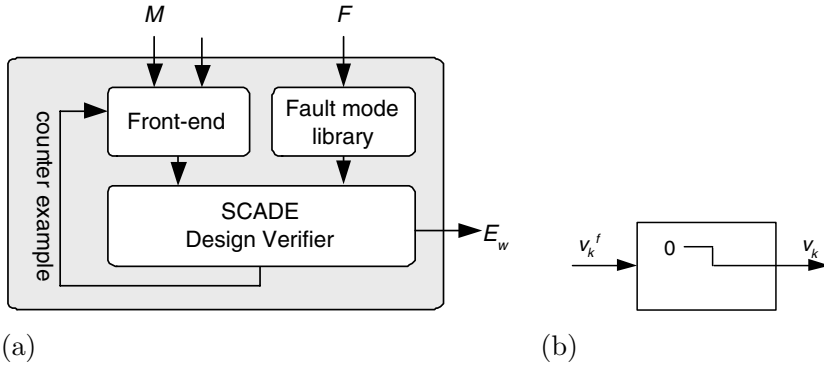 M
F
Front-end
Fault mode
library
counter example
SCADE
Design Verifier
E_w
v_k^f
0
v_k
(a)
(b)